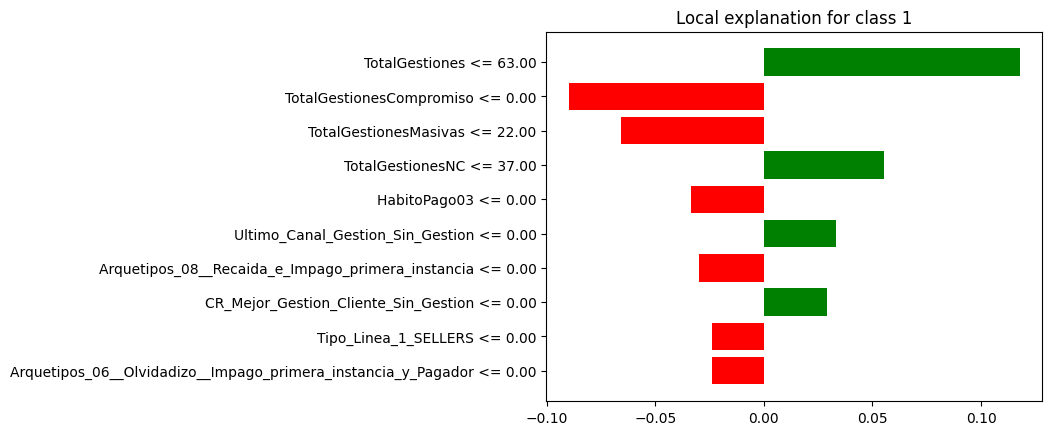 Local explanation for class 1
TotalGestiones <= 63.00
TotalGestionesCompromiso <= 0.00
TotalGestionesMasivas <= 22.00
TotalGestionesNC <= 37.00
HabitoPago03 <= 0.00
Ultimo_Canal_Gestion_Sin_Gestion <= 0.00
Arquetipos_08__Recaida_e_Impago_primera_instancia <= 0.00
CR_Mejor_Gestion_Cliente_Sin_Gestion <= 0.00
Tipo_Linea_1_SELLERS <= 0.00
Arquetipos_06__Olvidadizo__Impago_primera_instancia_y_Pagador <= 0.00
−0.10 −0.05 0.00 0.05 0.10